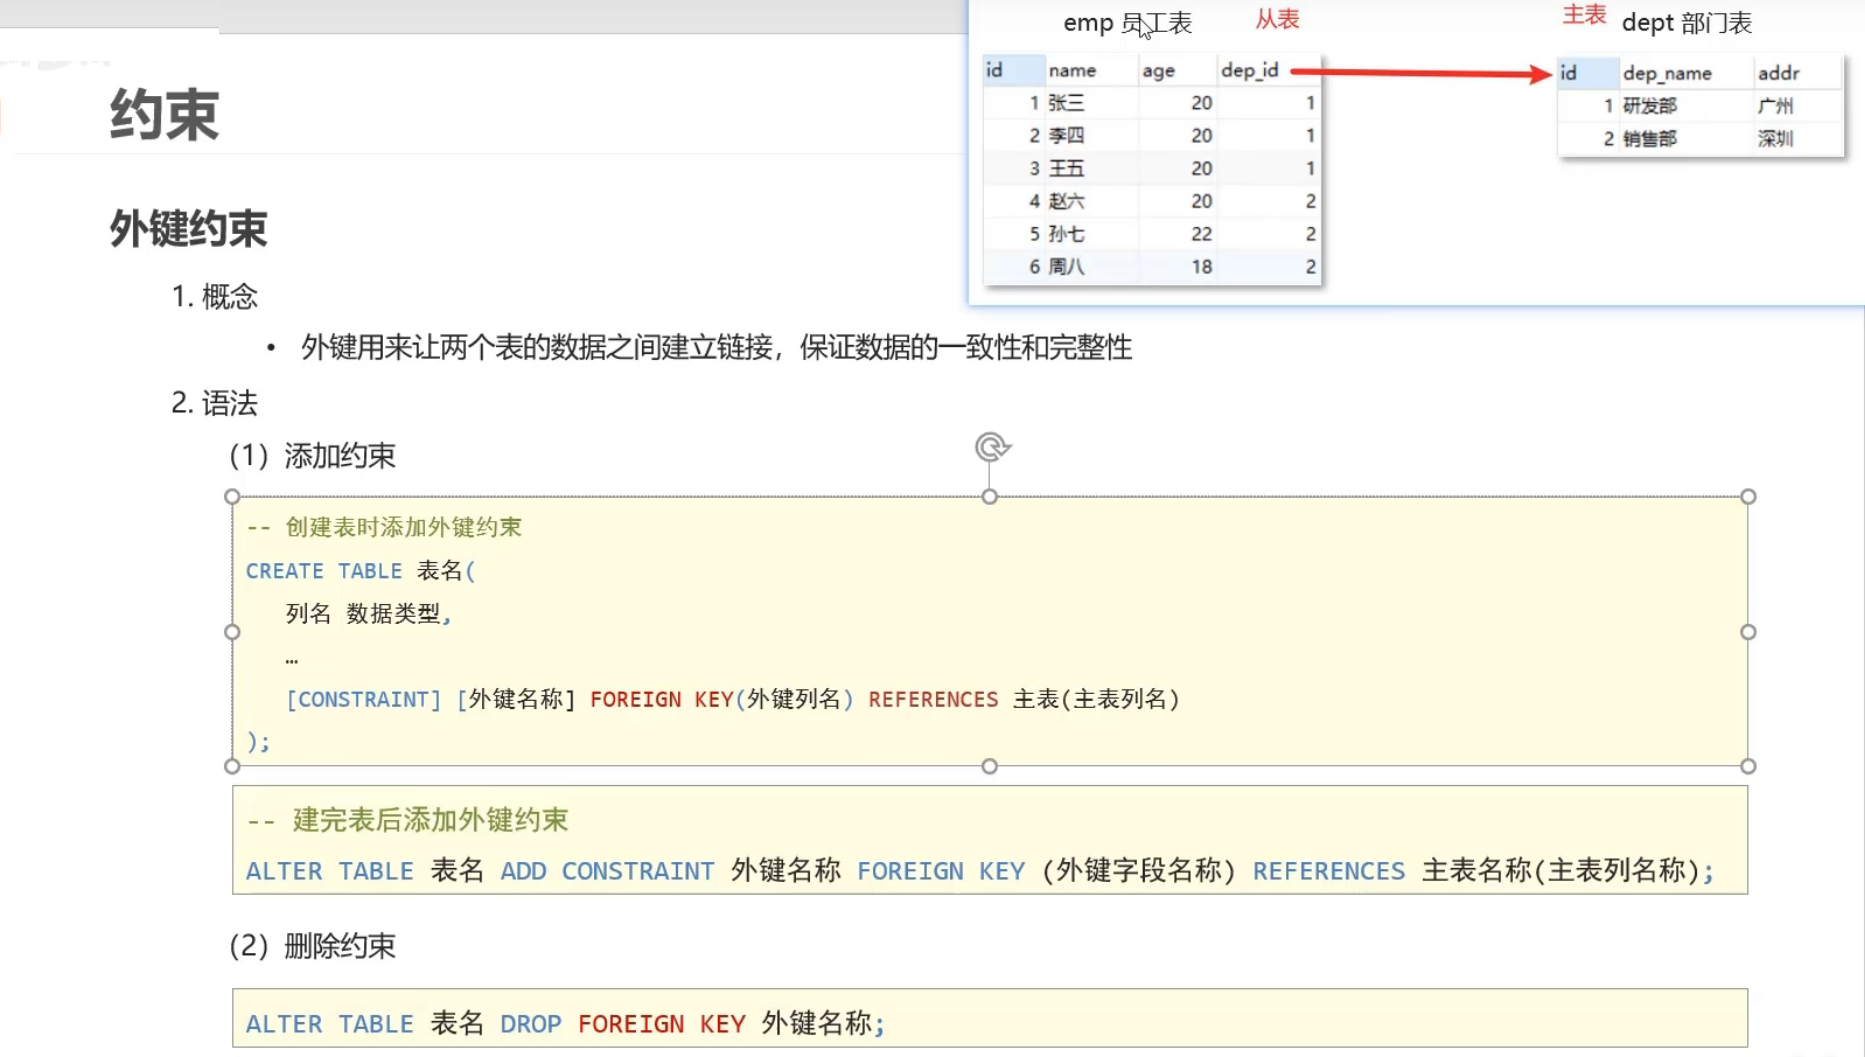 emp 员工表 从表
id name age dep_id
1 张三 20 1
2 李四 20 1
3 王五 20 1
4 赵六 20 2
5 孙七 22 2
6 周八 18 2
主表 dept 部门表
id dep_name addr
1 研发部 广州
2 销售部 深圳
约束
外键约束
1. 概念
• 外键用来让两个表的数据之间建立链接，保证数据的一致性和完整性
2. 语法
（1）添加约束
-- 创建表时添加外键约束
CREATE TABLE 表名(
列名 数据类型,
…
[CONSTRAINT] [外键名称] FOREIGN KEY(外键列名) REFERENCES 主表(主表列名)
);
-- 建完表后添加外键约束
ALTER TABLE 表名 ADD CONSTRAINT 外键名称 FOREIGN KEY (外键字段名称) REFERENCES 主表名称(主表列名称);
（2）删除约束
ALTER TABLE 表名 DROP FOREIGN KEY 外键名称;